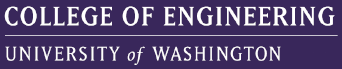 COLLEGE OF ENGINEERING
UNIVERSITY of WASHINGTON